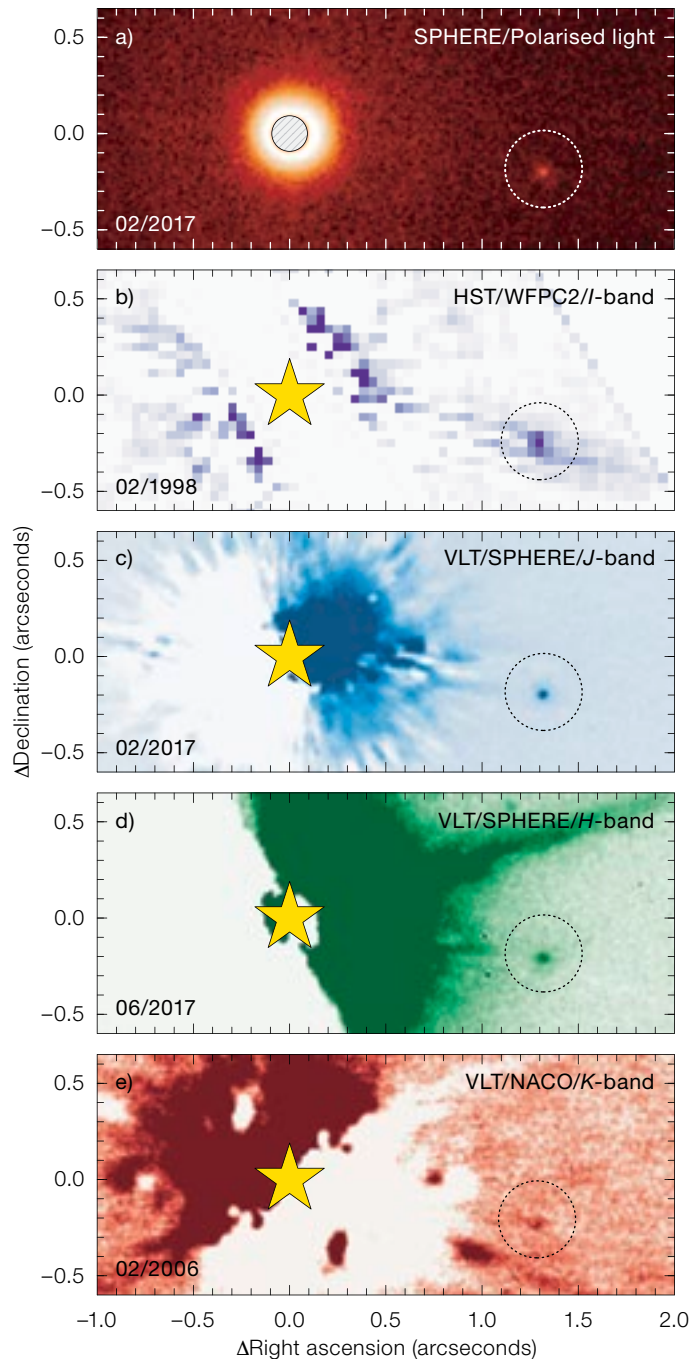 0.5
a)
SPHERE/Polarised light
0.0
−0.5
02/2017
0.5
b)
HST/WFPC2/I-band
0.0
−0.5
02/1998
ΔDeclination (arcseconds)
0.5
c)
VLT/SPHERE/J-band
0.0
−0.5
02/2017
0.5
d)
VLT/SPHERE/H-band
0.0
−0.5
06/2017
0.5
e)
VLT/NACO/K-band
0.0
−0.5
02/2006
−1.0 −0.5 0.0 0.5 1.0 1.5 2.0
ΔRight ascension (arcseconds)